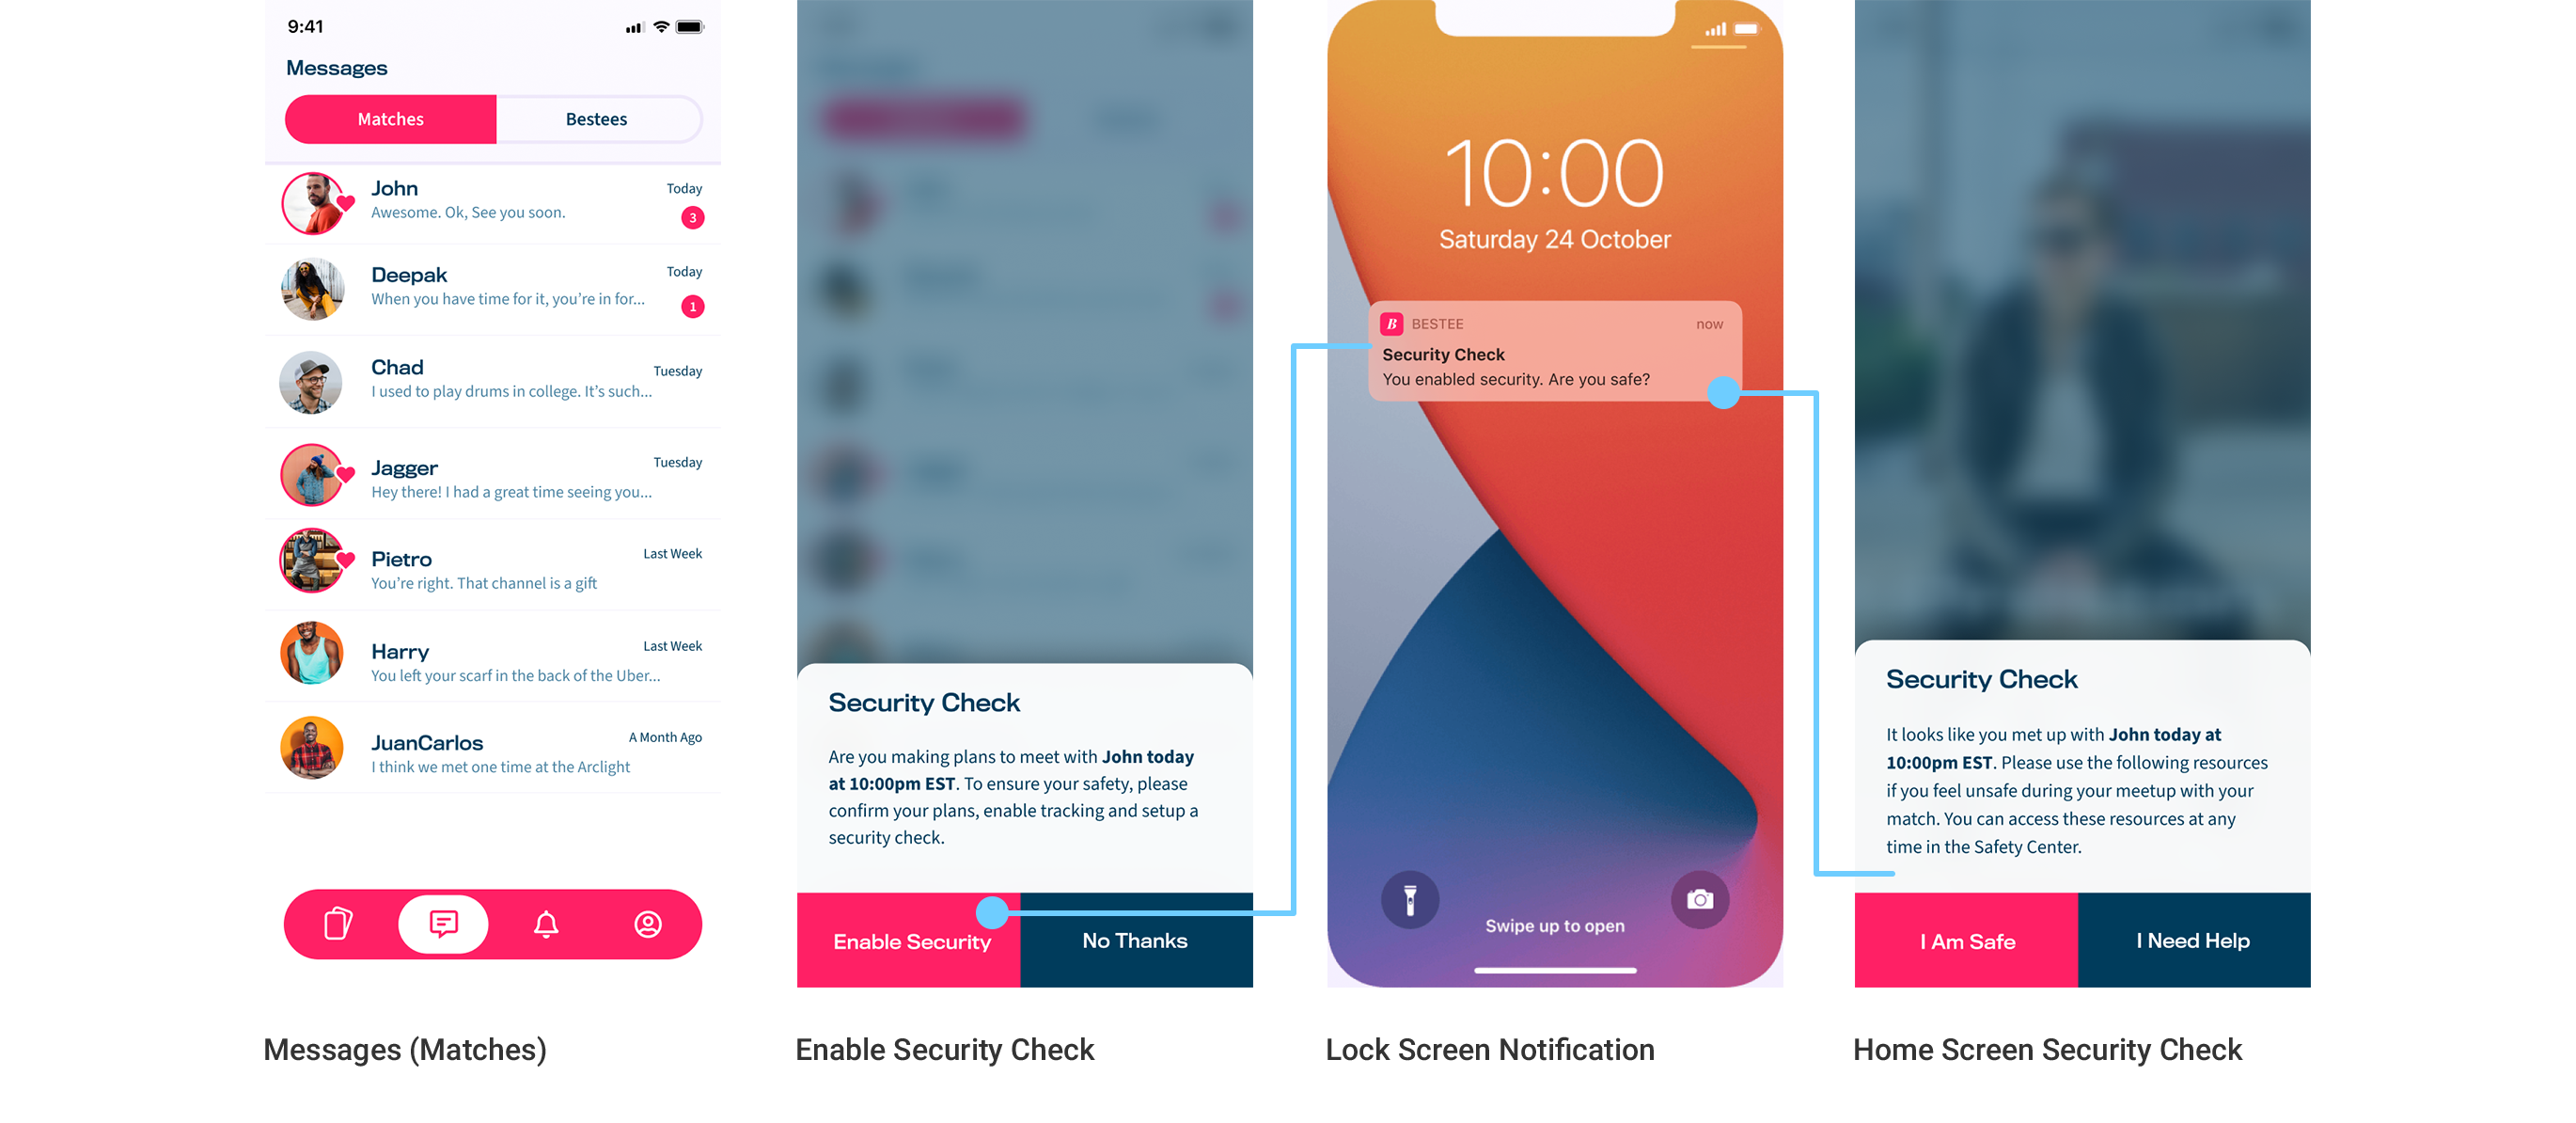 9:41
Messages
Matches
Bestees
John
Today
Awesome. Ok, See you soon.
3
Deepak
Today
When you have time for it, you’re in for...
1
Chad
Tuesday
I used to play drums in college. It’s such...
Jagger
Tuesday
Hey there! I had a great time seeing you...
Pietro
Last Week
You’re right. That channel is a gift
Harry
Last Week
You left your scarf in the back of the Uber...
JuanCarlos
A Month Ago
I think we met one time at the Arclight
Messages (Matches)
Security Check
Are you making plans to meet with John today
at 10:00pm EST. To ensure your safety, please
confirm your plans, enable tracking and setup a
security check.
Enable Security
No Thanks
Enable Security Check
10:00
Saturday 24 October
B BESTEE
now
Security Check
You enabled security. Are you safe?
Swipe up to open
Lock Screen Notification
Security Check
It looks like you met up with John today at
10:00pm EST. Please use the following resources
if you feel unsafe during your meetup with your
match. You can access these resources at any
time in the Safety Center.
I Am Safe
I Need Help
Home Screen Security Check